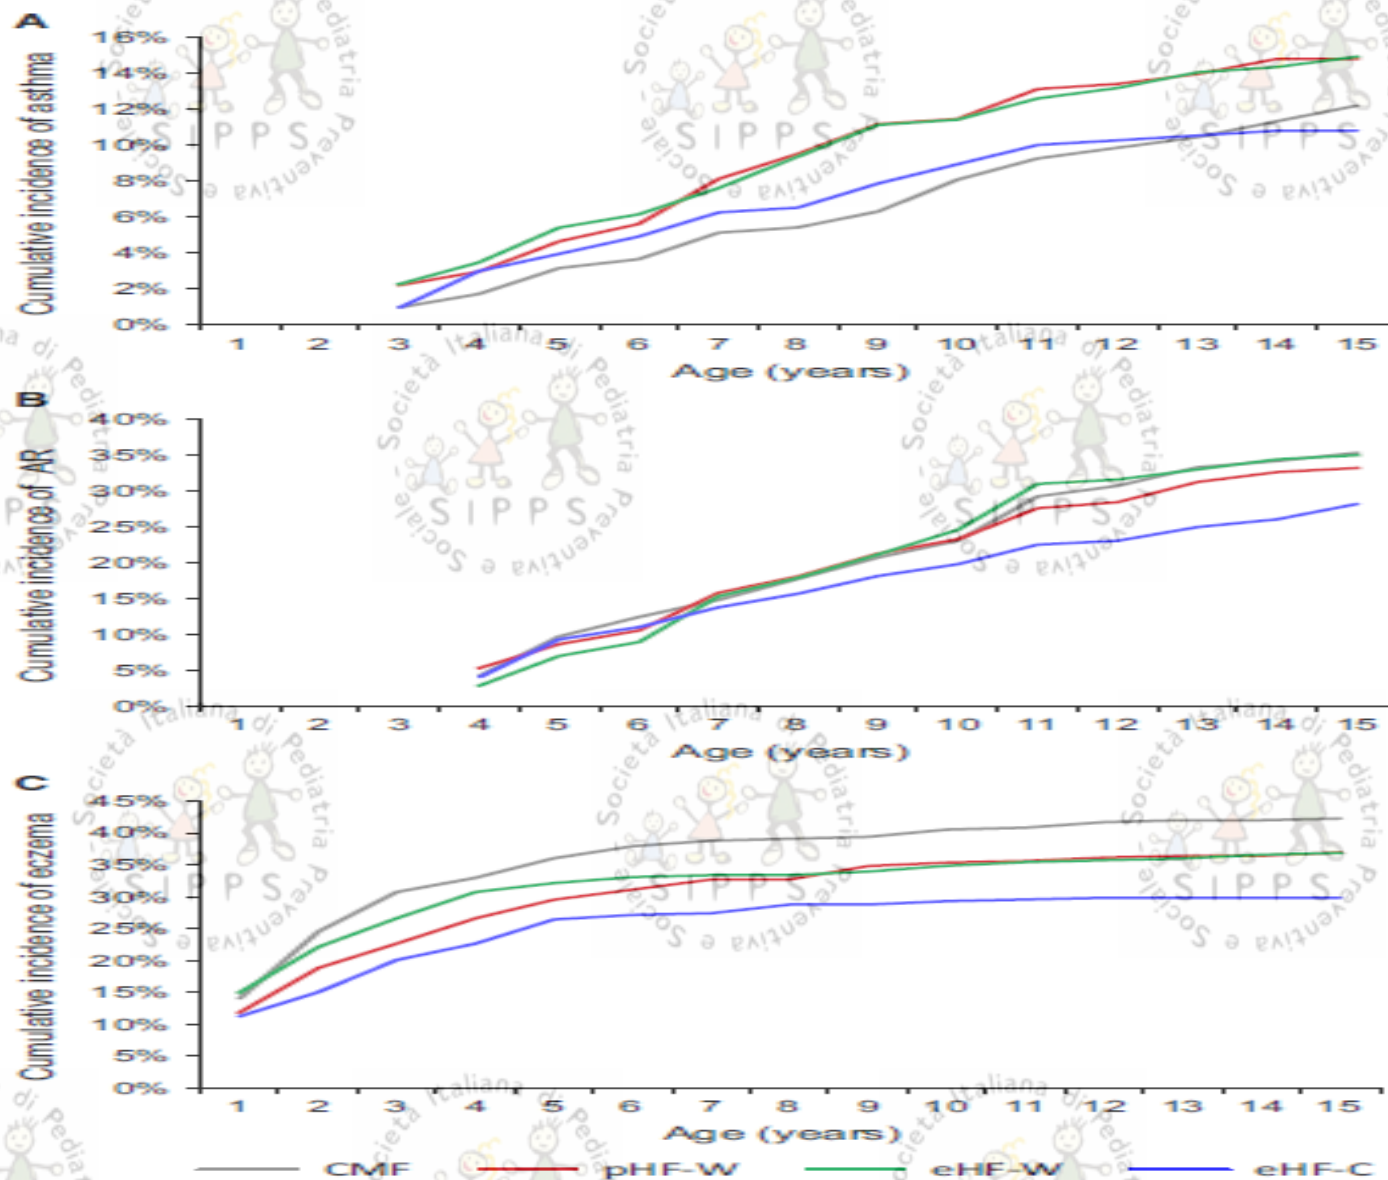 A
Cumulative incidence of asthma
16%
14%
12%
10%
8%
6%
4%
2%
0%
1 2 3 4 5 6 7 8 9 10 11 12 13 14 15
Age (years)
B
Cumulative incidence of AR
40%
35%
30%
25%
20%
15%
10%
5%
0%
1 2 3 4 5 6 7 8 9 10 11 12 13 14 15
Age (years)
C
Cumulative incidence of eczema
45%
40%
35%
30%
25%
20%
15%
10%
5%
0%
1 2 3 4 5 6 7 8 9 10 11 12 13 14 15
Age (years)
CMF pHF-W eHF-W eHF-C
Società Italiana di Pediatria Preventiva e Sociale
SIPPS